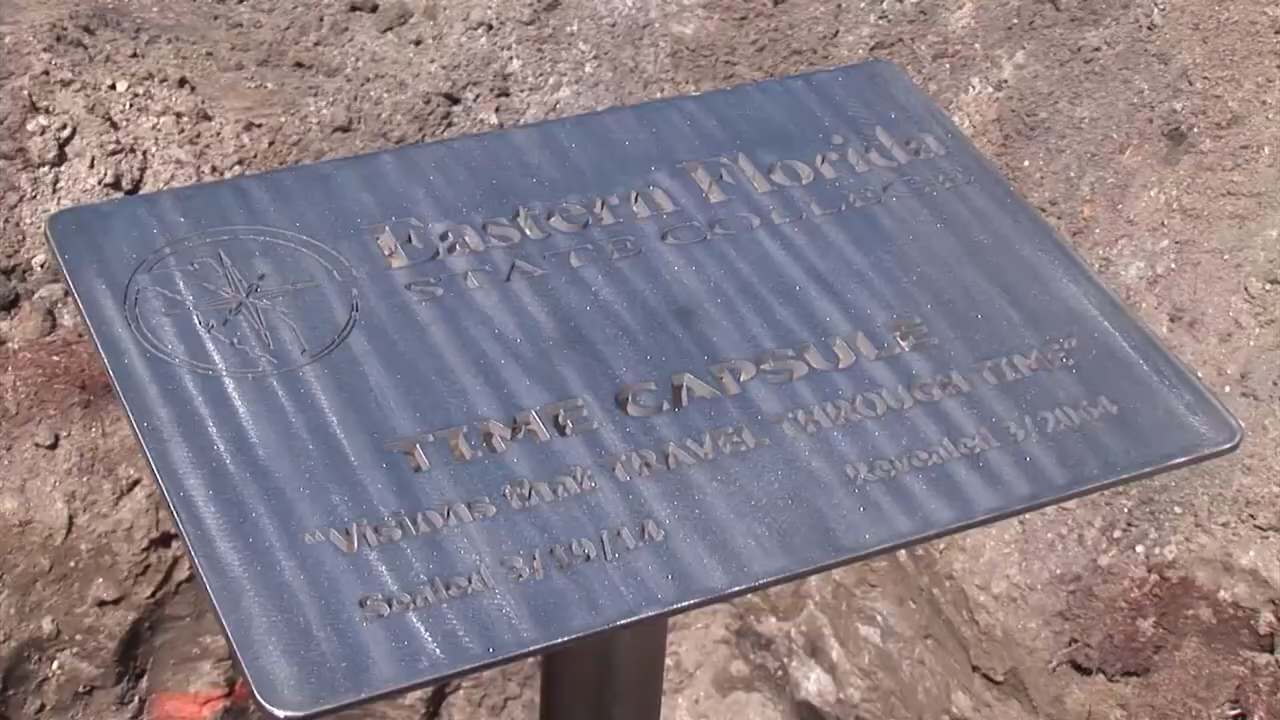 Eastern Florida
STATE COLLEGE
TIME CAPSULE
"Visions that TRAVEL THROUGH TIME"
Sealed 3/19/14 Revealed 3/2064